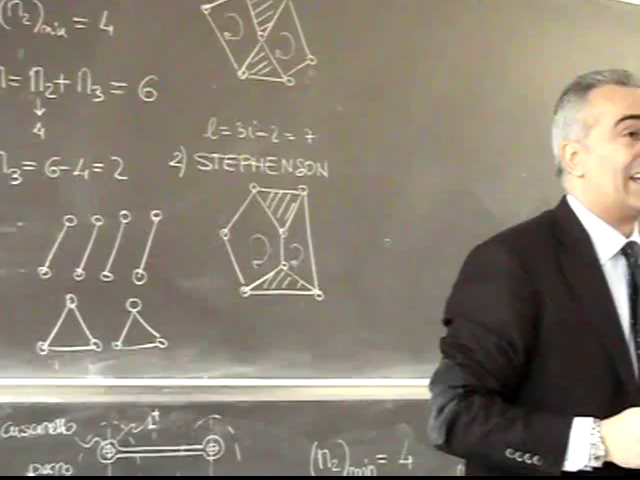 (n₂)min = 4
n = n₂ + n₃ = 6
↓
4
n₃ = 6-4 = 2
l = 3i-2 = 7
2) STEPHENSON
perno
(n₂)min = 4